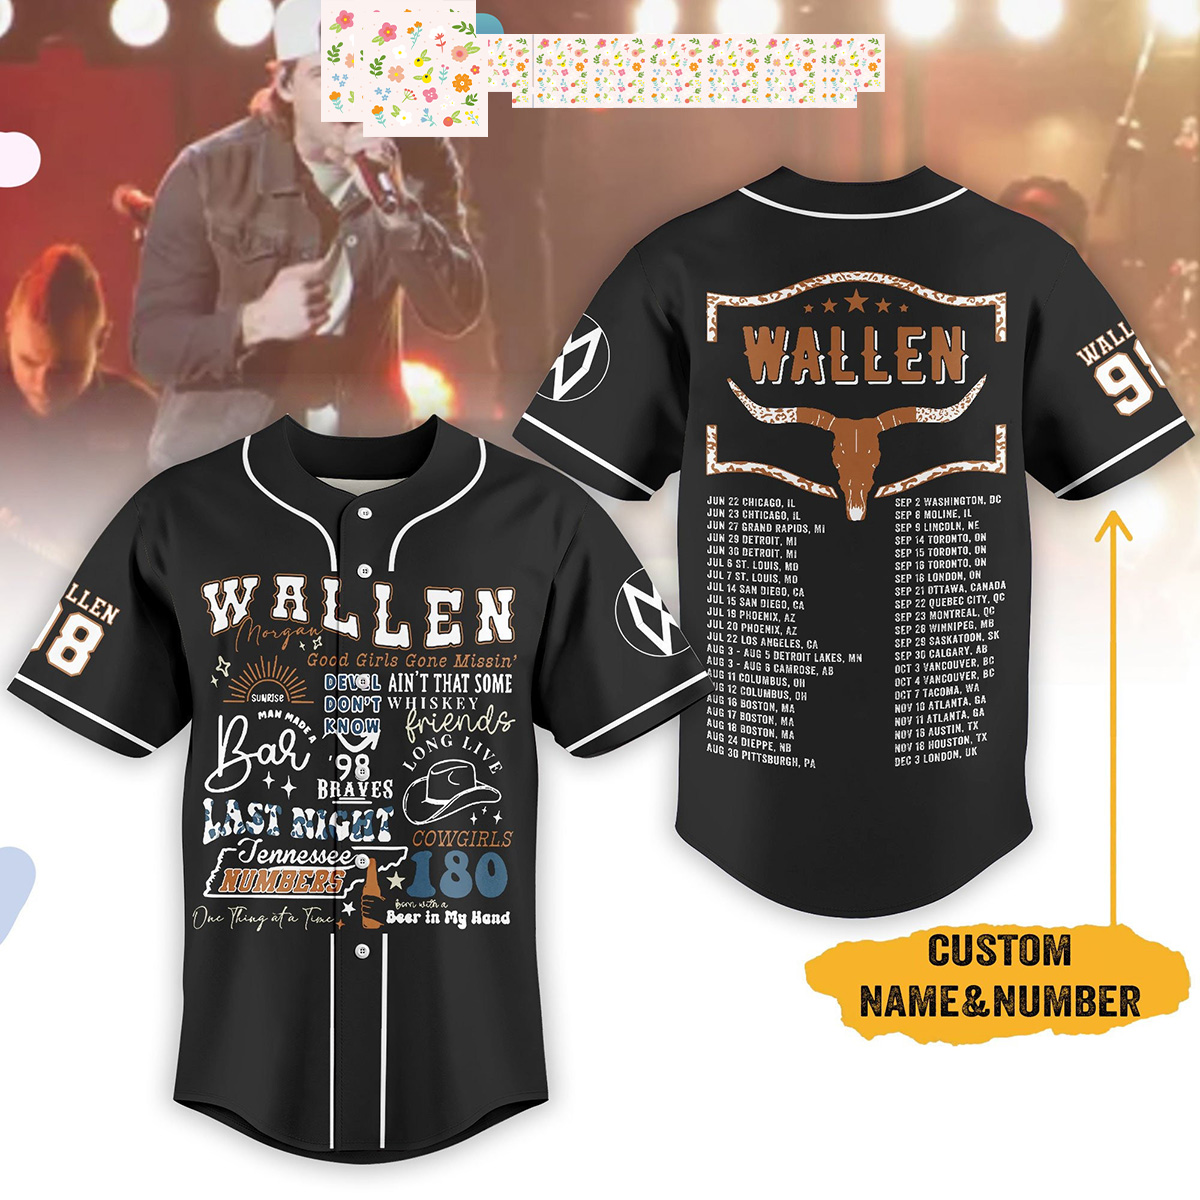 WALLEN
Morgan
Good Girls Gone Missin'
SUNRISE
DEVIL
DON'T
KNOW
AIN'T THAT SOME
WHISKEY
friends
MAN MADE A
Bar
LONG LIVE
'98
BRAVES
LAST NIGHT
COWGIRLS
Tennessee
NUMBERS
180
One Thing at a Time
Born with a
Beer in My Hand
LLEN
98
WALLEN
JUN 22 CHICAGO, IL
JUN 23 CHTICAGO, IL
JUN 27 GRAND RAPIDS, MI
JUN 29 DETROIT, MI
JUN 30 DETROIT, MI
JUL 6 ST. LOUIS, MO
JUL 7 ST. LOUIS, MO
JUL 14 SAN DIEGO, CA
JUL 15 SAN DIEGO, CA
JUL 19 PHOENIX, AZ
JUL 20 PHOENIX, AZ
JUL 22 LOS ANGELES, CA
AUG 3 - AUG 5 DETROIT LAKES, MN
AUG 3 - AUG 6 CAMROSE, AB
AUG 11 COLUMBUS, OH
AUG 12 COLUMBUS, OH
AUG 16 BOSTON, MA
AUG 17 BOSTON, MA
AUG 18 BOSTON, MA
AUG 24 DIEPPE, NB
AUG 30 PITTSBURGH, PA
SEP 2 WASHINGTON, DC
SEP 8 MOLINE, IL
SEP 9 LINCOLN, NE
SEP 14 TORONTO, ON
SEP 15 TORONTO, ON
SEP 16 TORONTO, ON
SEP 18 LONDON, ON
SEP 21 OTTAWA, CANADA
SEP 22 QUEBEC CITY, QC
SEP 23 MONTREAL, QC
SEP 28 WINNIPEG, MB
SEP 29 SASKATOON, SK
SEP 30 CALGARY, AB
OCT 3 VANCOUVER, BC
OCT 4 VANCOUVER, BC
OCT 7 TACOMA, WA
NOV 10 ATLANTA, GA
NOV 11 ATLANTA, GA
NOV 16 AUSTIN, TX
NOV 18 HOUSTON, TX
DEC 3 LONDON, UK
WALL
98
CUSTOM
NAME&NUMBER